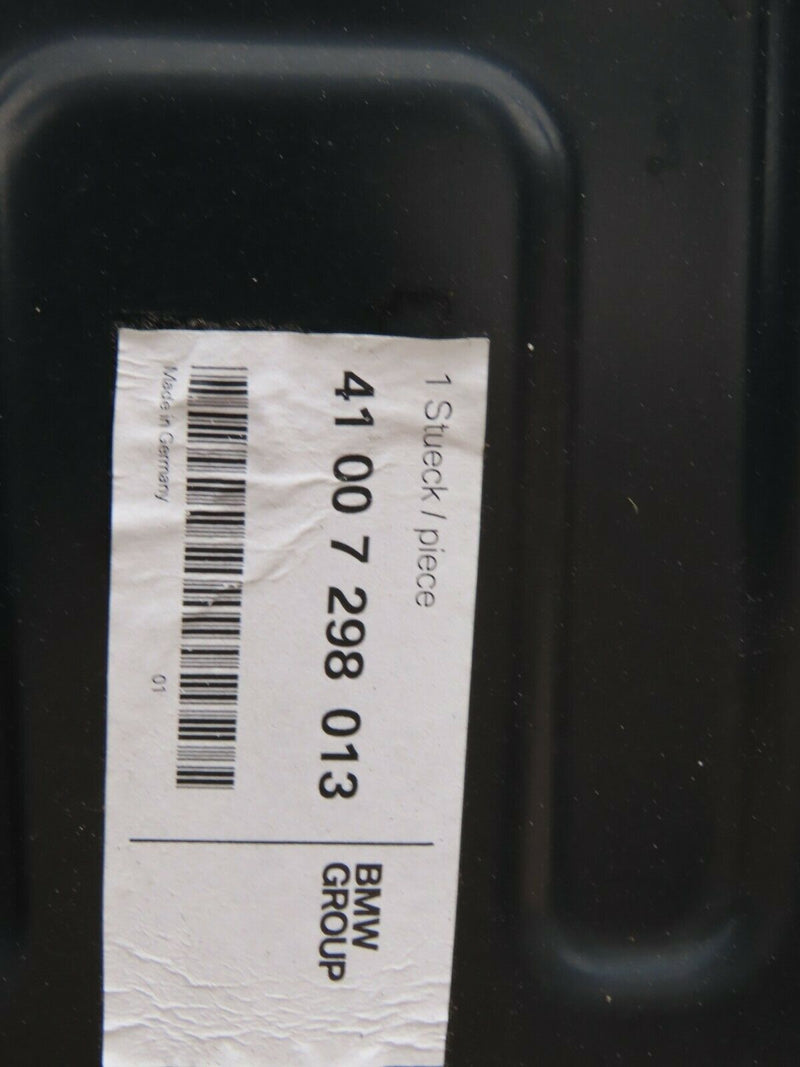 1 Stueck / piece
41 00 7 298 013
Made in Germany
01
BMW
GROUP